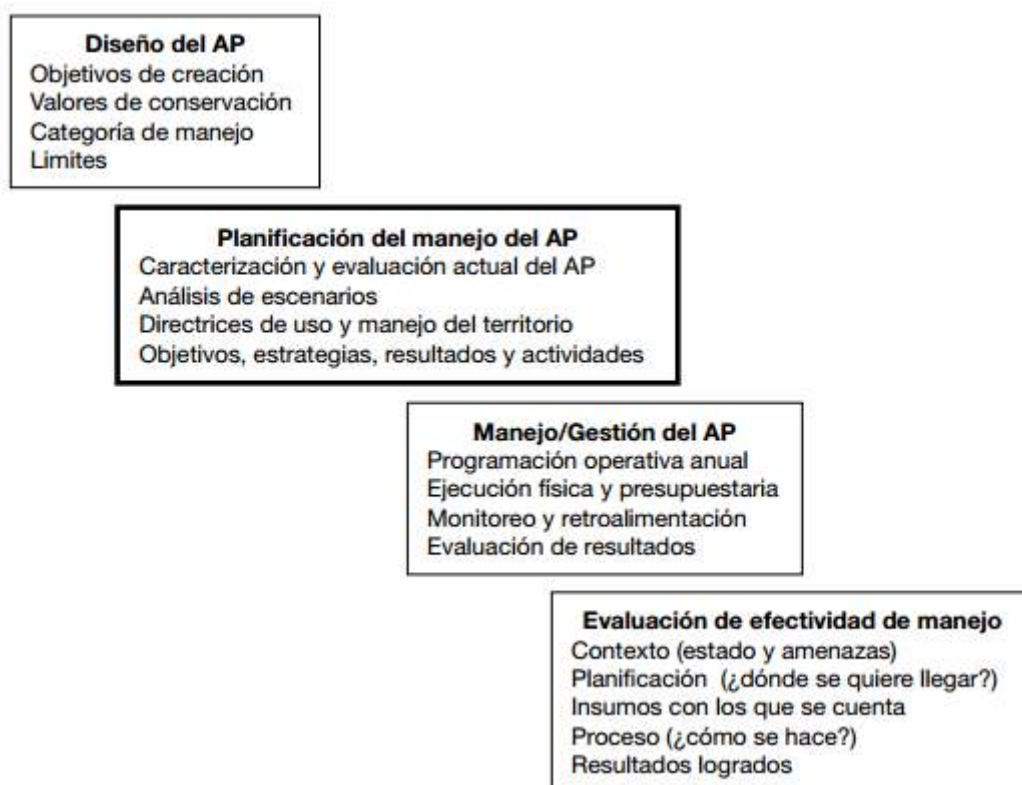 Diseño del AP
Objetivos de creación
Valores de conservación
Categoría de manejo
Limites
Planificación del manejo del AP
Caracterización y evaluación actual del AP
Análisis de escenarios
Directrices de uso y manejo del territorio
Objetivos, estrategias, resultados y actividades
Manejo/Gestión del AP
Programación operativa anual
Ejecución física y presupuestaria
Monitoreo y retroalimentación
Evaluación de resultados
Evaluación de efectividad de manejo
Contexto (estado y amenazas)
Planificación (¿dónde se quiere llegar?)
Insumos con los que se cuenta
Proceso (¿cómo se hace?)
Resultados logrados